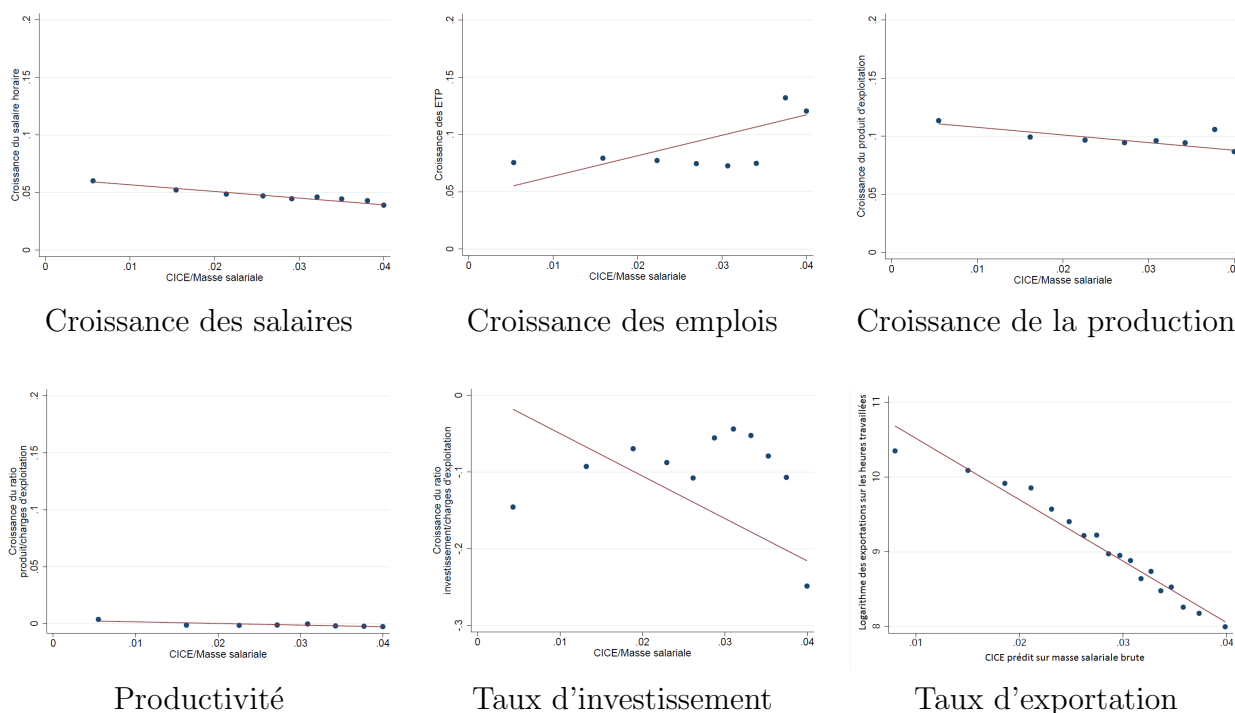 .2
.15
.1
.05
0
Croissance du salaire horaire
0
.01
.02
.03
.04
CICE/Masse salariale
Croissance des salaires
.2
.15
.1
.05
0
Croissance des ETP
0
.01
.02
.03
.04
CICE/Masse salariale
Croissance des emplois
.2
.15
.1
.05
0
Croissance du produit d'exploitation
0
.01
.02
.03
CICE/Masse salariale
Croissance de la production
.2
.15
.1
.05
0
Croissance du ratio
produit/charges d'exploitation
0
.01
.02
.03
.04
CICE/Masse salariale
Productivité
0
-.1
-.2
-.3
Croissance du ratio
investissement/charges d'exploitation
0
.01
.02
.03
.04
CICE/Masse salariale
Taux d'investissement
11
10
9
8
Logarithme des exportations sur les heures travaillées
.01
.02
.03
.04
CICE prédit sur masse salariale brute
Taux d'exportation